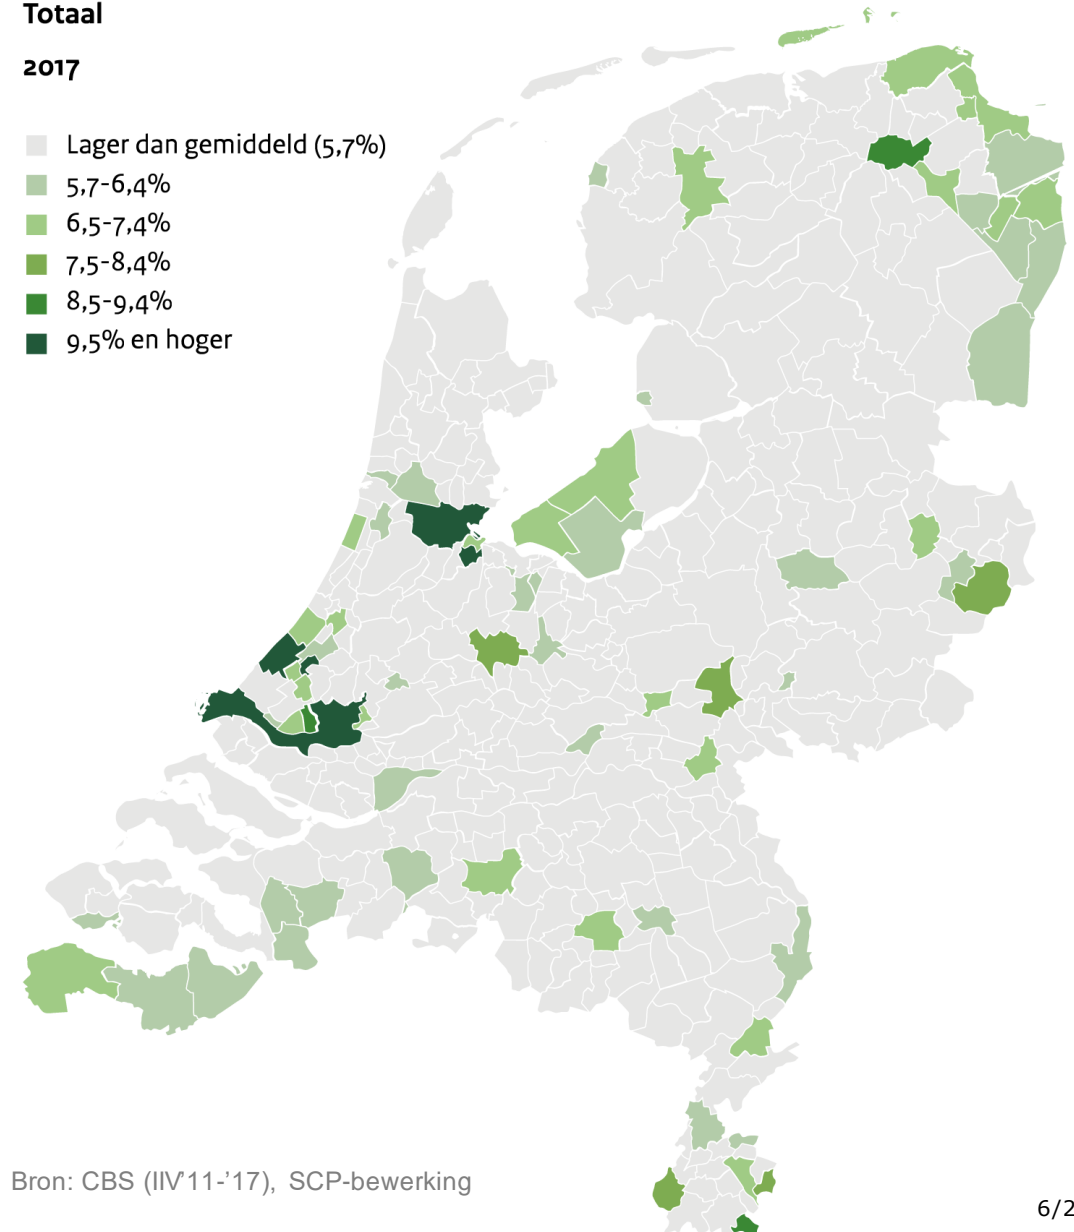 Totaal
2017
Lager dan gemiddeld (5,7%)
5,7-6,4%
6,5-7,4%
7,5-8,4%
8,5-9,4%
9,5% en hoger
Bron: CBS (IIV'11-'17), SCP-bewerking
6/2